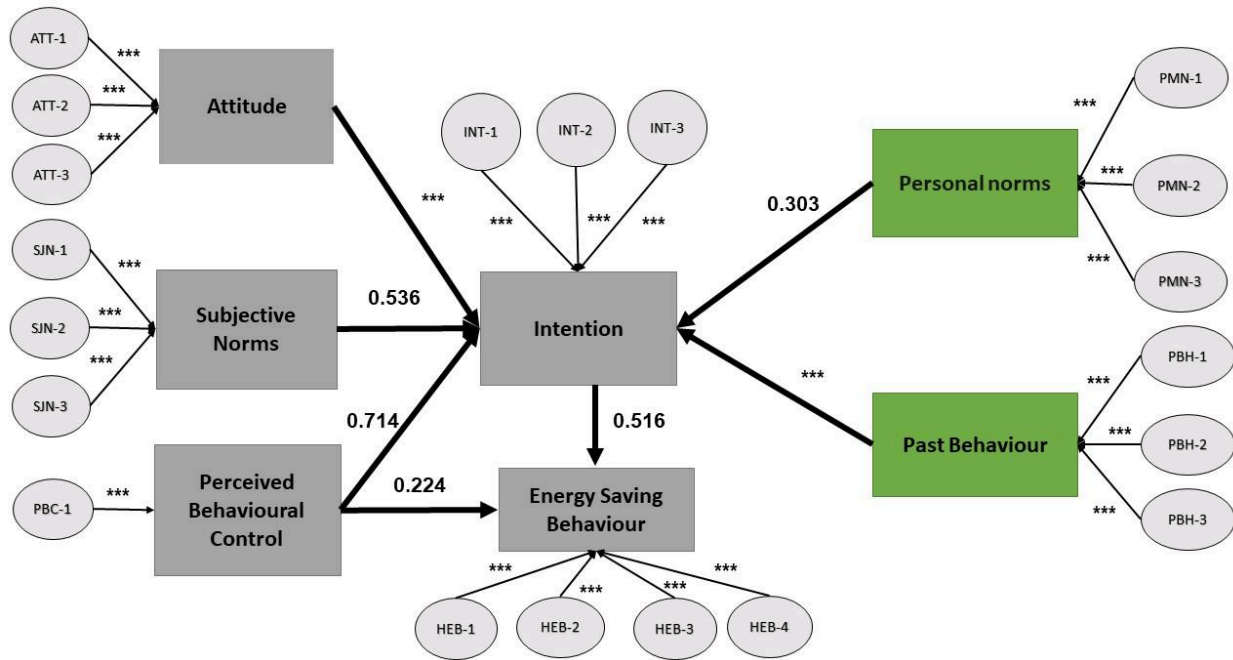 ATT-1
***
ATT-2
***
ATT-3
***
Attitude
***
INT-1
INT-2
INT-3
***
***
***
PMN-1
***
PMN-2
***
PMN-3
***
Personal norms
0.303
SJN-1
***
SJN-2
***
SJN-3
***
Subjective
Norms
0.536
Intention
0.714
0.516
***
PBH-1
***
PBH-2
***
PBH-3
***
Past Behaviour
PBC-1
***
Perceived
Behavioural
Control
0.224
Energy Saving
Behaviour
***
***
***
***
HEB-1
HEB-2
HEB-3
HEB-4